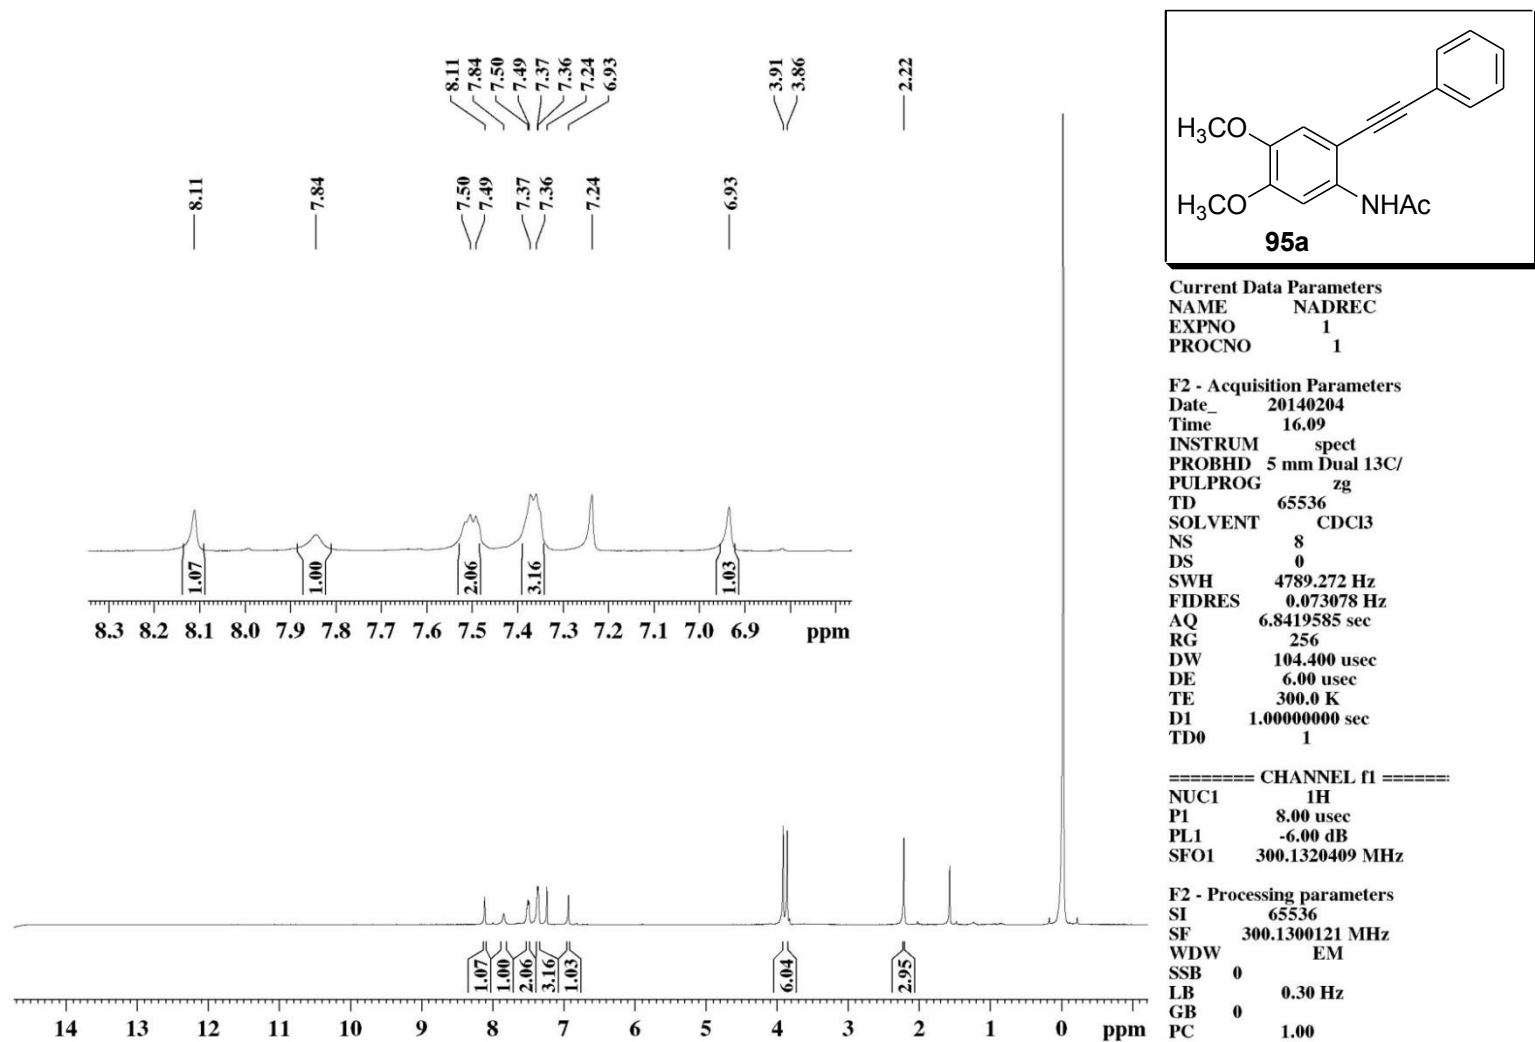 8.11
7.84
7.50
7.49
7.37
7.36
7.24
6.93
3.91
3.86
2.22
8.11
7.84
7.50
7.49
7.37
7.36
7.24
6.93
1.07
1.00
2.06
3.16
1.03
8.3 8.2 8.1 8.0 7.9 7.8 7.7 7.6 7.5 7.4 7.3 7.2 7.1 7.0 6.9 ppm
1.07
1.00
2.06
3.16
1.03
6.04
2.95
14 13 12 11 10 9 8 7 6 5 4 3 2 1 0 ppm
H3CO
H3CO
NHAc
95a
Current Data Parameters
NAME NADREC
EXPNO 1
PROCNO 1
F2 - Acquisition Parameters
Date_ 20140204
Time 16.09
INSTRUM spect
PROBHD 5 mm Dual 13C/
PULPROG zg
TD 65536
SOLVENT CDCl3
NS 8
DS 0
SWH 4789.272 Hz
FIDRES 0.073078 Hz
AQ 6.8419585 sec
RG 256
DW 104.400 usec
DE 6.00 usec
TE 300.0 K
D1 1.00000000 sec
TD0 1
======== CHANNEL f1 ======
NUC1 1H
P1 8.00 usec
PL1 -6.00 dB
SFO1 300.1320409 MHz
F2 - Processing parameters
SI 65536
SF 300.1300121 MHz
WDW EM
SSB 0
LB 0.30 Hz
GB 0
PC 1.00